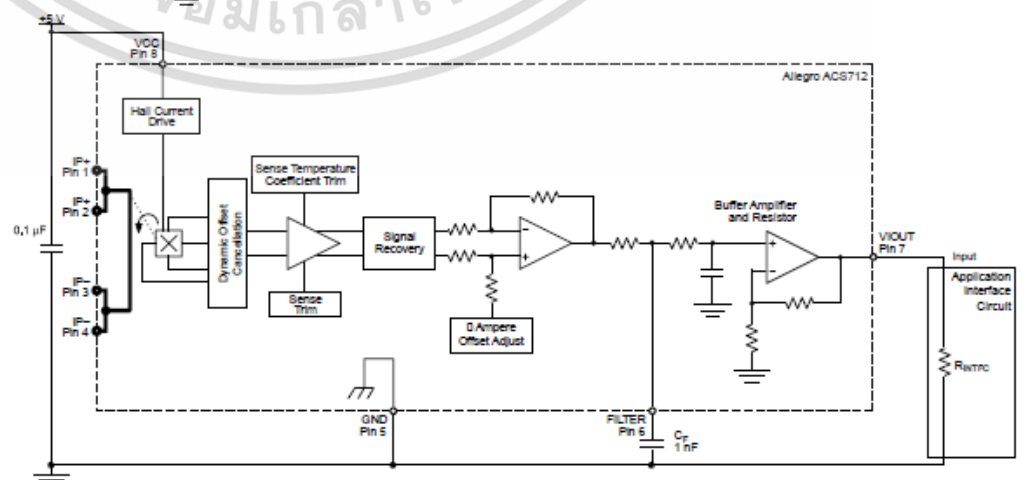 +5 V
VCC
Pin 8
Allegro ACS712
Hall Current
Drive
IP+
Pin 1
IP+
Pin 2
IP−
Pin 3
IP−
Pin 4
0,1 µF
Dynamic Offset
Cancellation
Sense Temperature
Coefficient Trim
Sense
Trim
Signal
Recovery
0 Ampere
Offset Adjust
Buffer Amplifier
and Resistor
VIOUT
Pin 7
Input
Application
Interface
Circuit
RINTFC
GND
Pin 5
FILTER
Pin 6
CF
1 nF